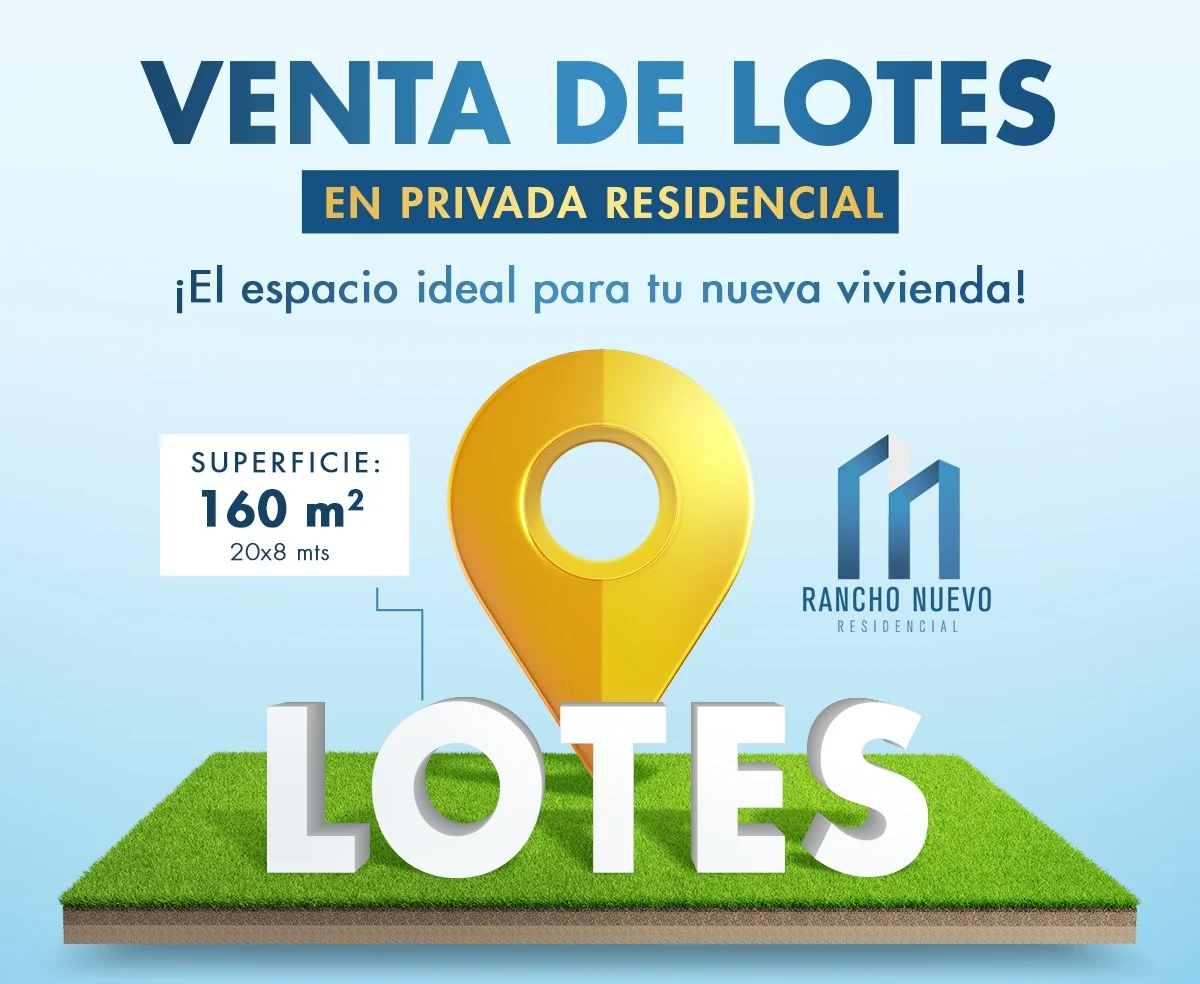 VENTA DE LOTES
EN PRIVADA RESIDENCIAL
¡El espacio ideal para tu nueva vivienda!
SUPERFICIE:
160 m²
20x8 mts
RANCHO NUEVO
RESIDENCIAL
LOTES